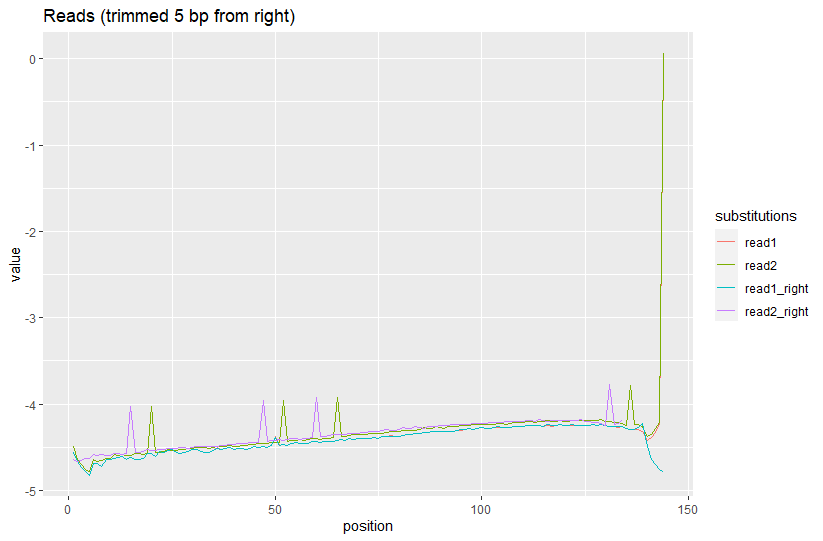 Reads (trimmed 5 bp from right)
0
-1
-2
-3
-4
-5
value
0
50
100
150
position
substitutions
read1
read2
read1_right
read2_right